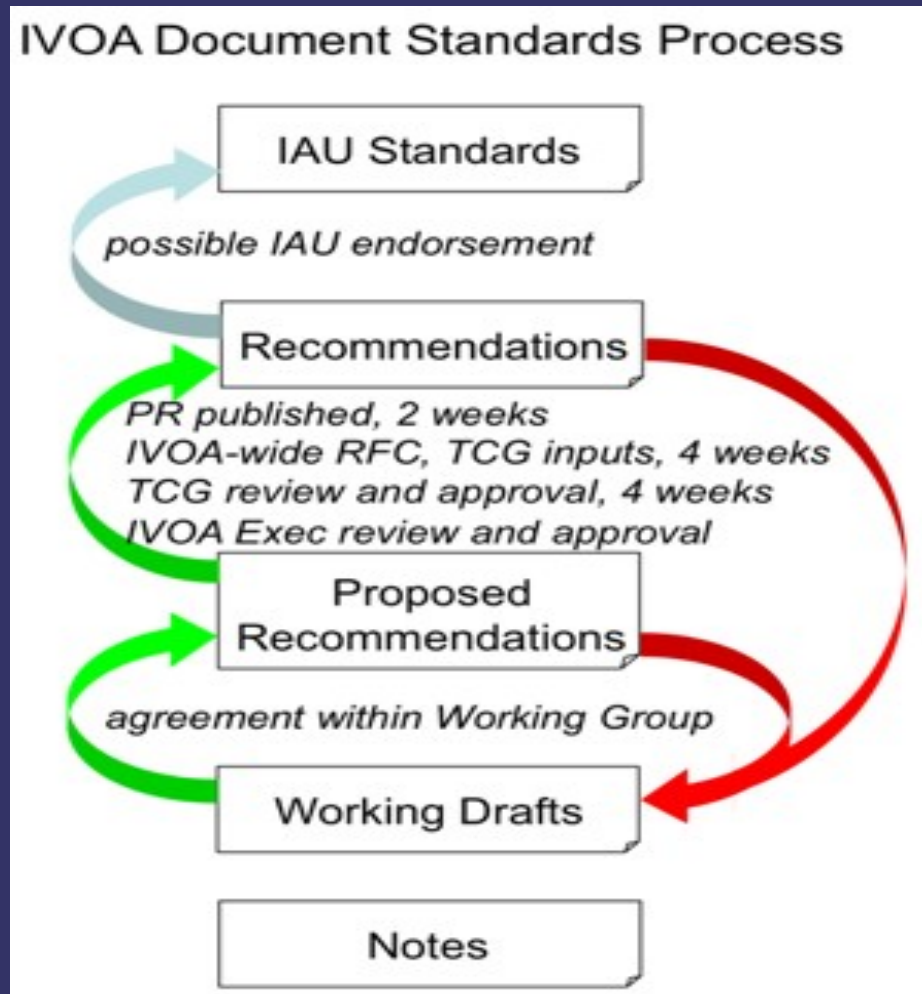 IVOA Document Standards Process
IAU Standards
possible IAU endorsement
Recommendations
PR published, 2 weeks
IVOA-wide RFC, TCG inputs, 4 weeks
TCG review and approval, 4 weeks
IVOA Exec review and approval
Proposed
Recommendations
agreement within Working Group
Working Drafts
Notes